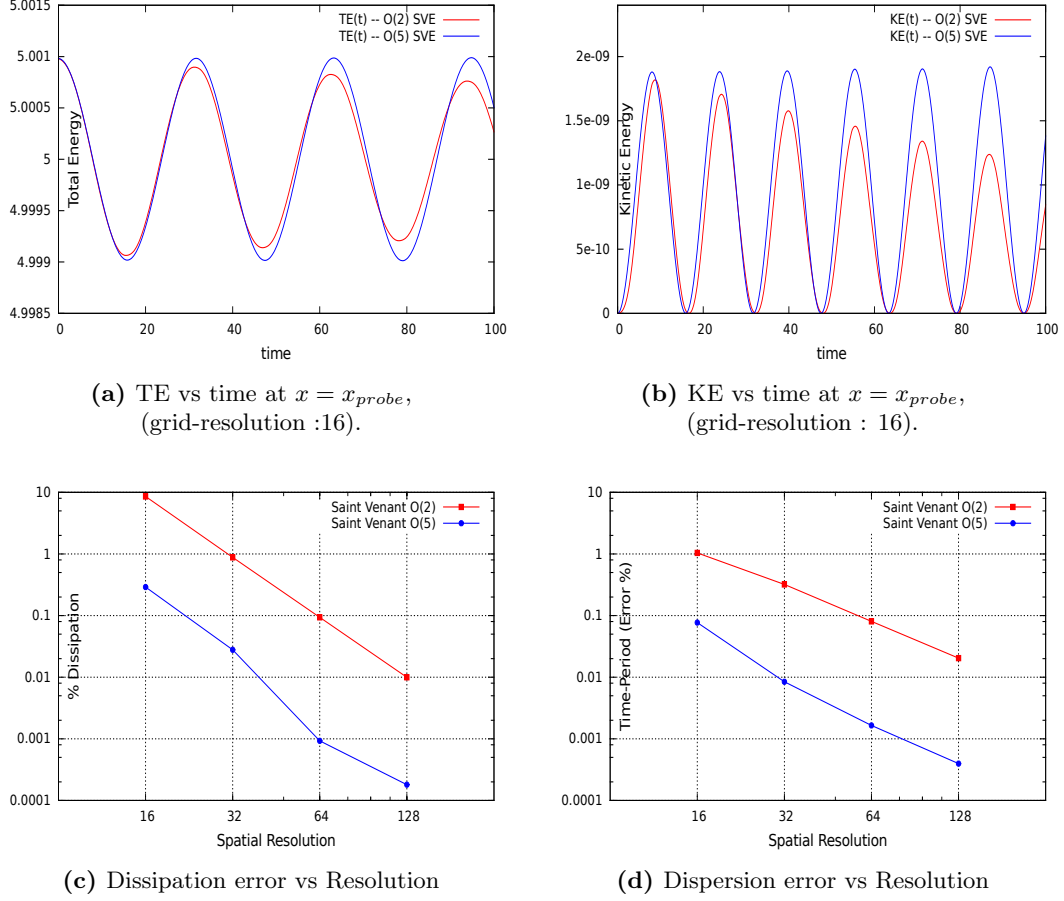 5.0015
5.001
5.0005
5
4.9995
4.999
4.9985
0 20 40 60 80 100
Total Energy
time
TE(t) -- O(2) SVE
TE(t) -- O(5) SVE
(a) TE vs time at x = x_probe,
(grid-resolution :16).
2e-09
1.5e-09
1e-09
5e-10
0
0 20 40 60 80 100
Kinetic Energy
time
KE(t) -- O(2) SVE
KE(t) -- O(5) SVE
(b) KE vs time at x = x_probe,
(grid-resolution : 16).
10
1
0.1
0.01
0.001
0.0001
16 32 64 128
% Dissipation
Spatial Resolution
Saint Venant O(2)
Saint Venant O(5)
(c) Dissipation error vs Resolution
10
1
0.1
0.01
0.001
0.0001
16 32 64 128
Time-Period (Error %)
Spatial Resolution
Saint Venant O(2)
Saint Venant O(5)
(d) Dispersion error vs Resolution